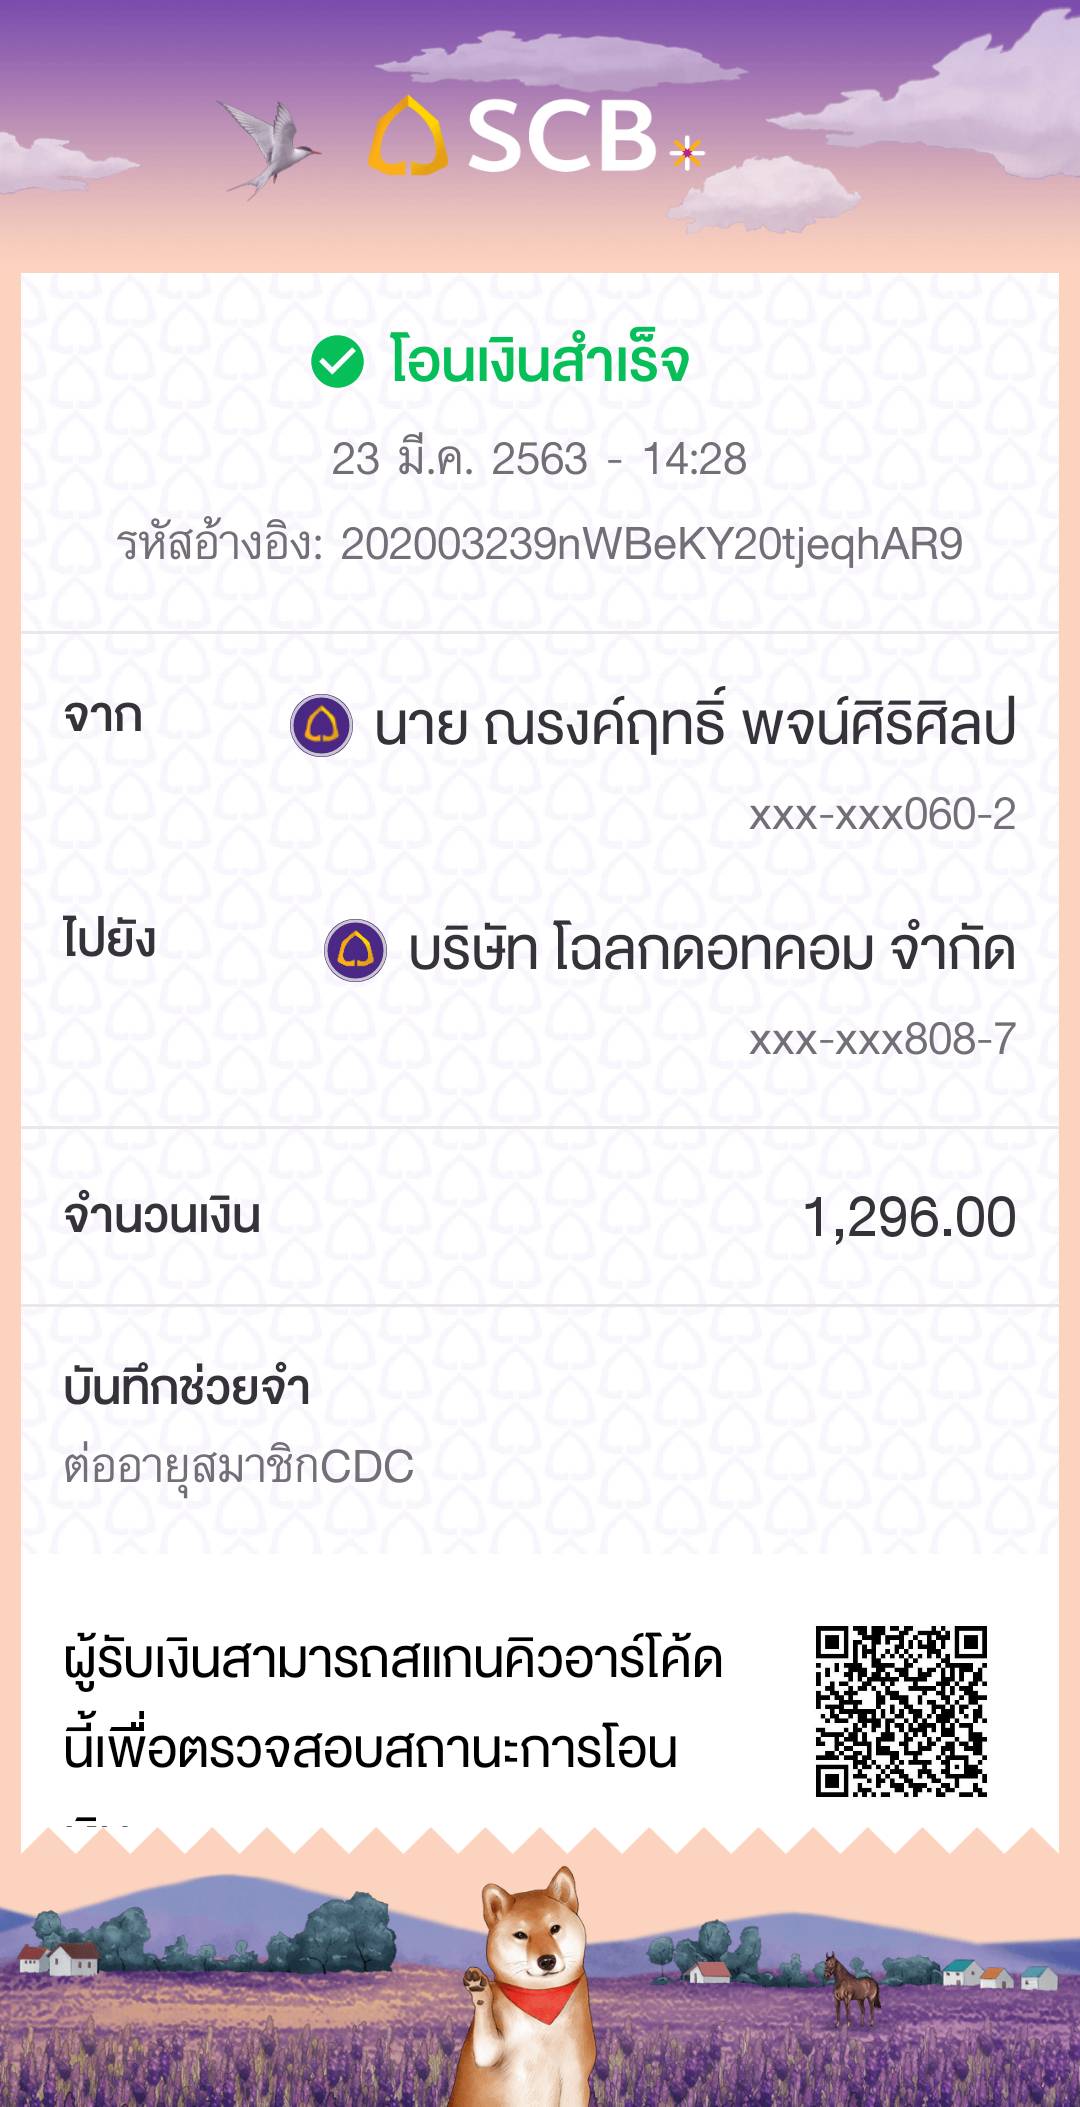 SCB
โอนเงินสำเร็จ
23 มี.ค. 2563 - 14:28
รหัสอ้างอิง: 202003239nWBeKY20tjeqhAR9
จาก
นาย ณรงค์ฤทธิ์ พจน์ศิริศิลป
xxx-xxx060-2
ไปยัง
บริษัท โฉลกดอทคอม จำกัด
xxx-xxx808-7
จำนวนเงิน 1,296.00
บันทึกช่วยจำ
ต่ออายุสมาชิกCDC
ผู้รับเงินสามารถสแกนคิวอาร์โค้ด
นี้เพื่อตรวจสอบสถานะการโอน